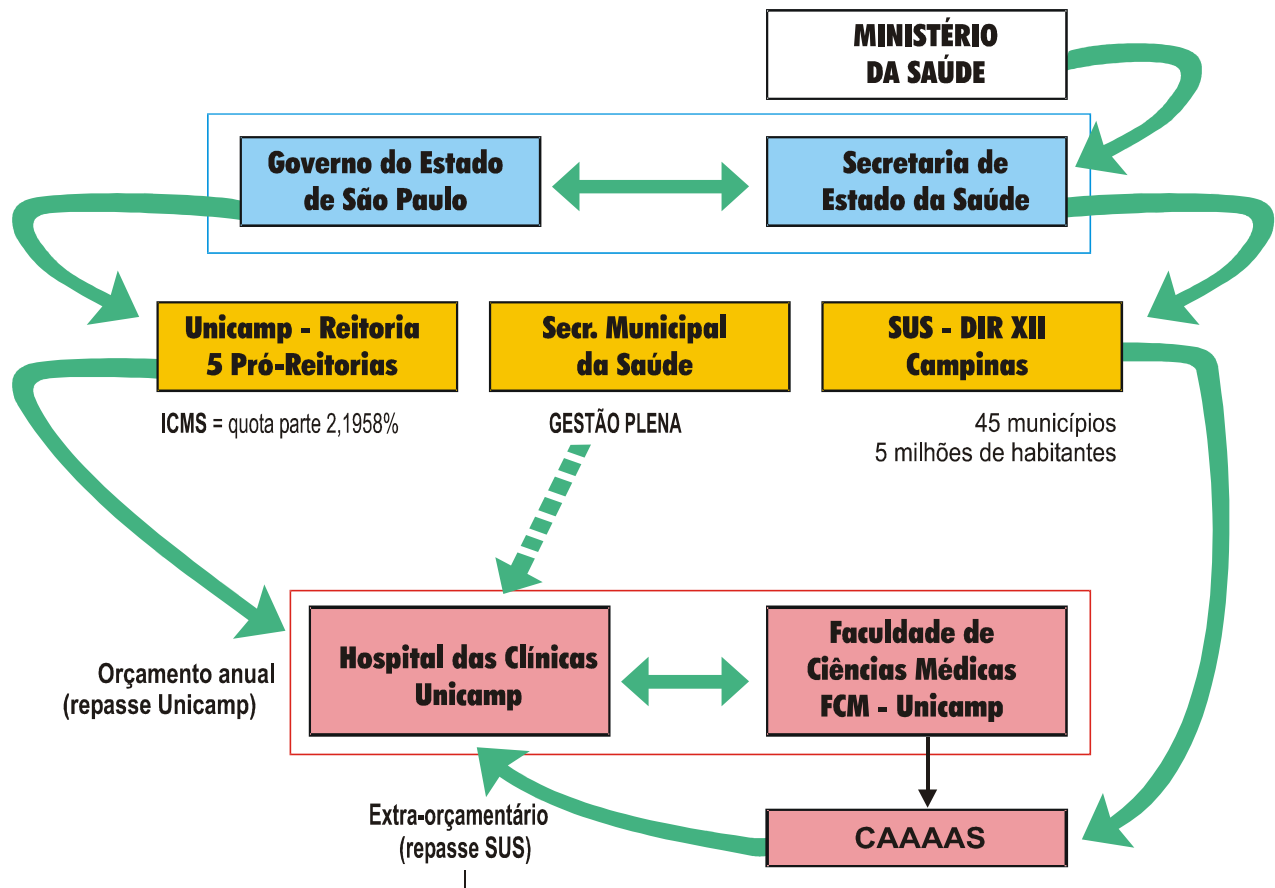 MINISTÉRIO
DA SAÚDE
Governo do Estado
de São Paulo
Secretaria de
Estado da Saúde
Unicamp - Reitoria
5 Pró-Reitorias
Secr. Municipal
da Saúde
SUS - DIR XII
Campinas
ICMS = quota parte 2,1958%
GESTÃO PLENA
45 municípios
5 milhões de habitantes
Hospital das Clínicas
Unicamp
Faculdade de
Ciências Médicas
FCM - Unicamp
Orçamento anual
(repasse Unicamp)
Extra-orçamentário
(repasse SUS)
CAAAAS